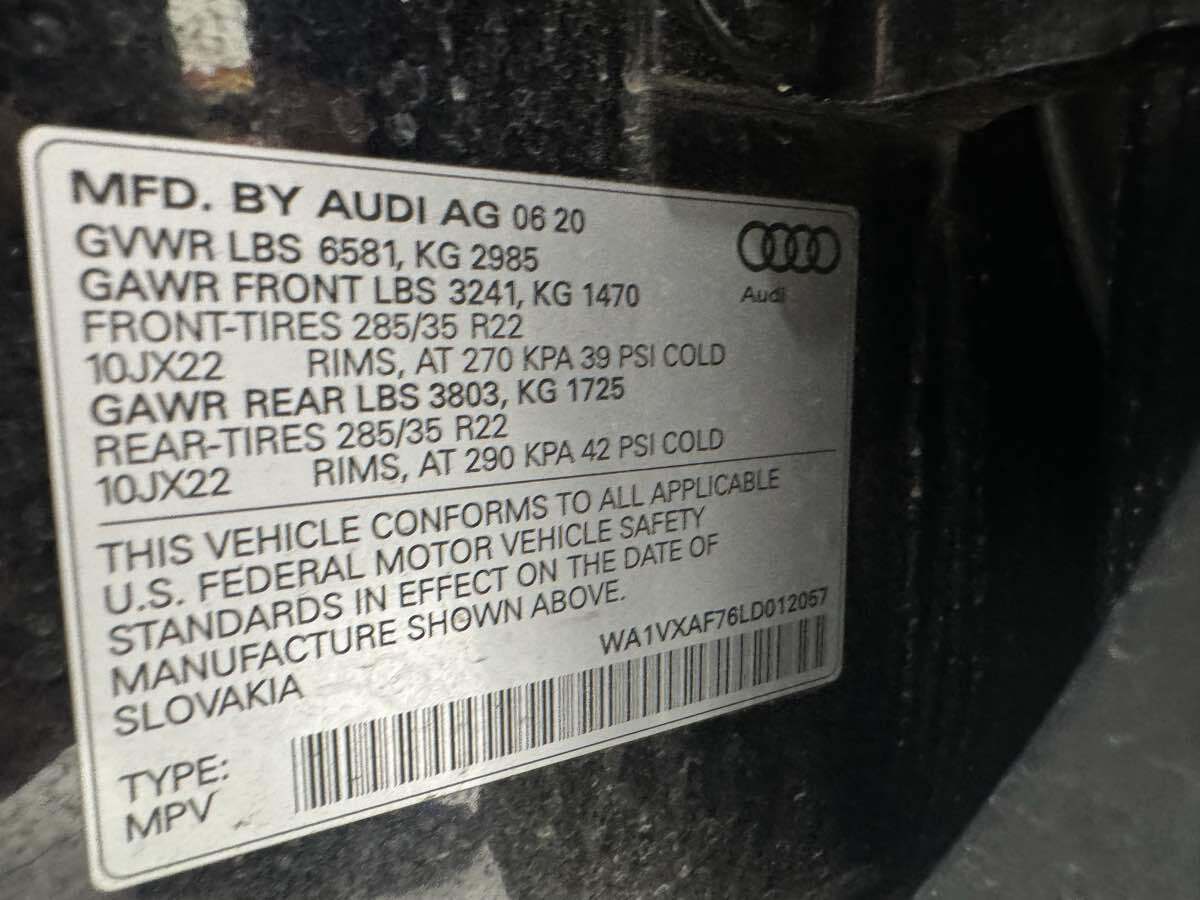 MFD. BY AUDI AG 06 20
GVWR LBS 6581, KG 2985
GAWR FRONT LBS 3241, KG 1470
FRONT-TIRES 285/35 R22
10JX22 RIMS, AT 270 KPA 39 PSI COLD
GAWR REAR LBS 3803, KG 1725
REAR-TIRES 285/35 R22
10JX22 RIMS, AT 290 KPA 42 PSI COLD
Audi
THIS VEHICLE CONFORMS TO ALL APPLICABLE
U.S. FEDERAL MOTOR VEHICLE SAFETY
STANDARDS IN EFFECT ON THE DATE OF
MANUFACTURE SHOWN ABOVE.
SLOVAKIA
WA1VXAF76LD012057
TYPE:
MPV